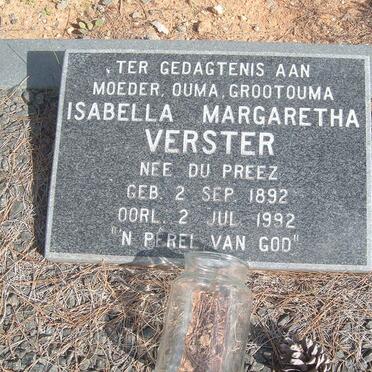 TER GEDAGTENIS AAN
MOEDER, OUMA, GROOTOUMA
ISABELLA MARGARETHA
VERSTER
NEE DU PREEZ
GEB. 2 SEP. 1892
OORL. 2 JUL. 1992
"'N PEREL VAN GOD"